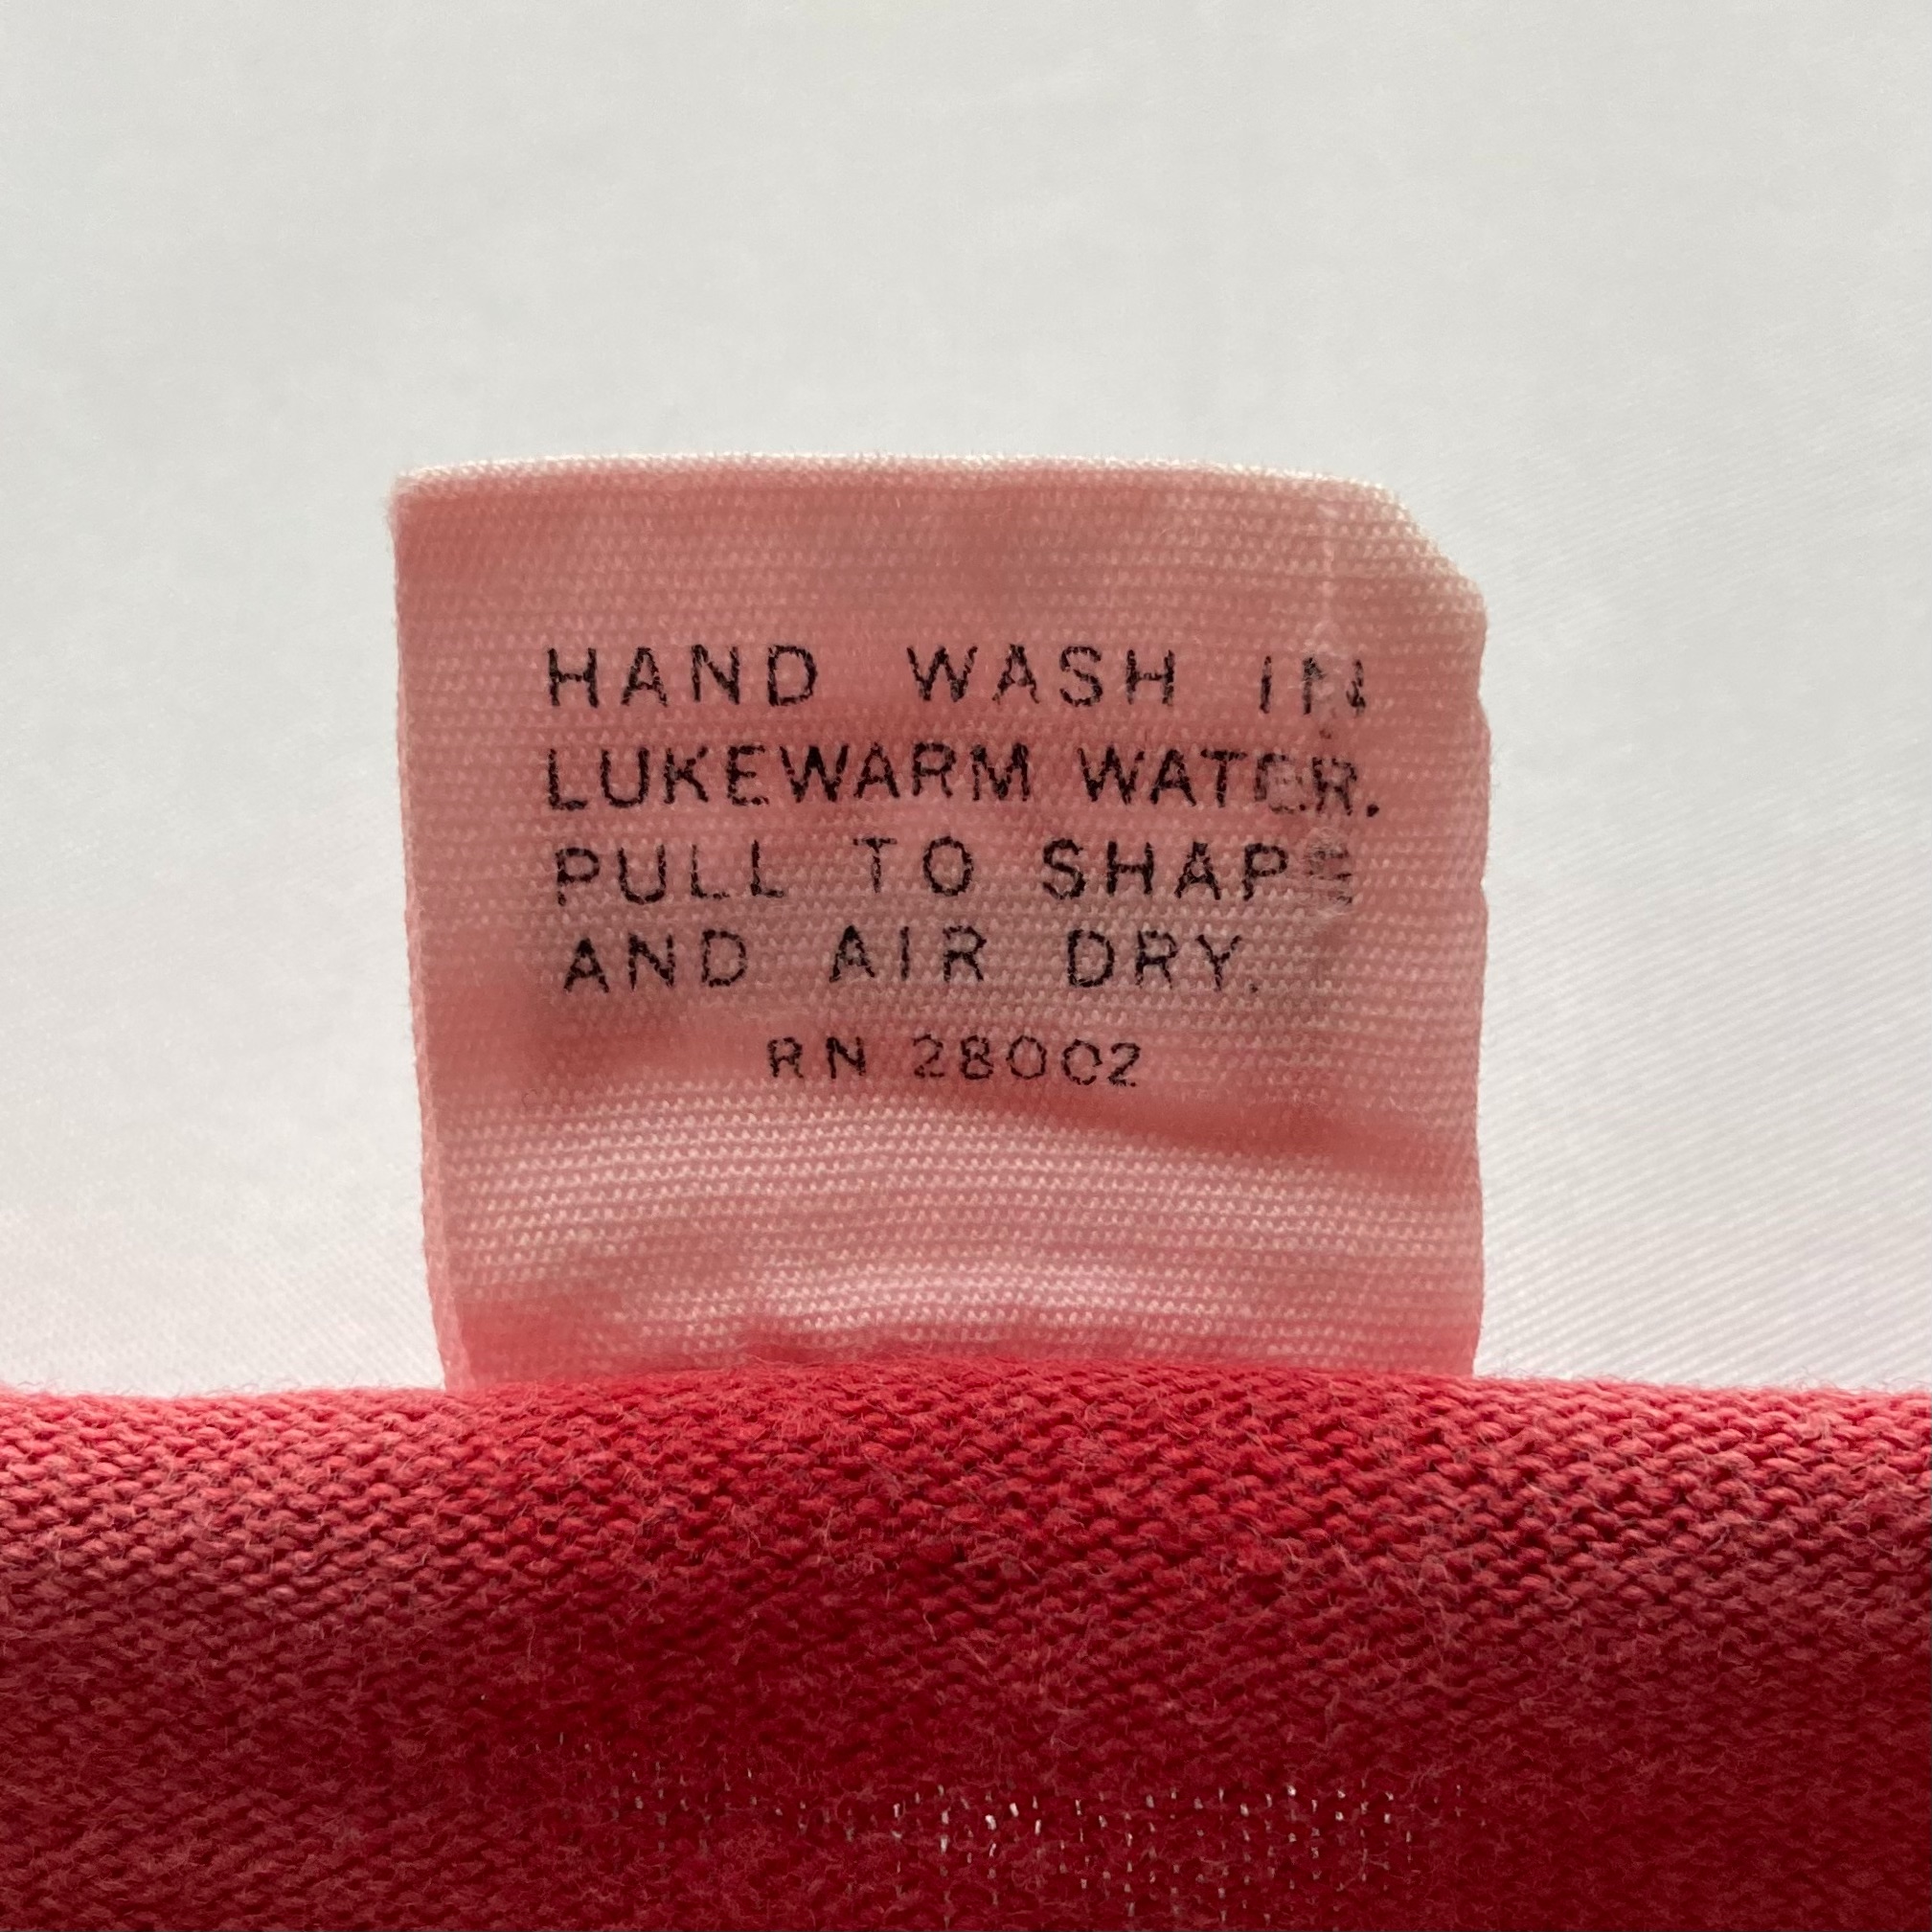 HAND WASH IN
LUKEWARM WATER.
PULL TO SHAPE
AND AIR DRY.
RN 28002